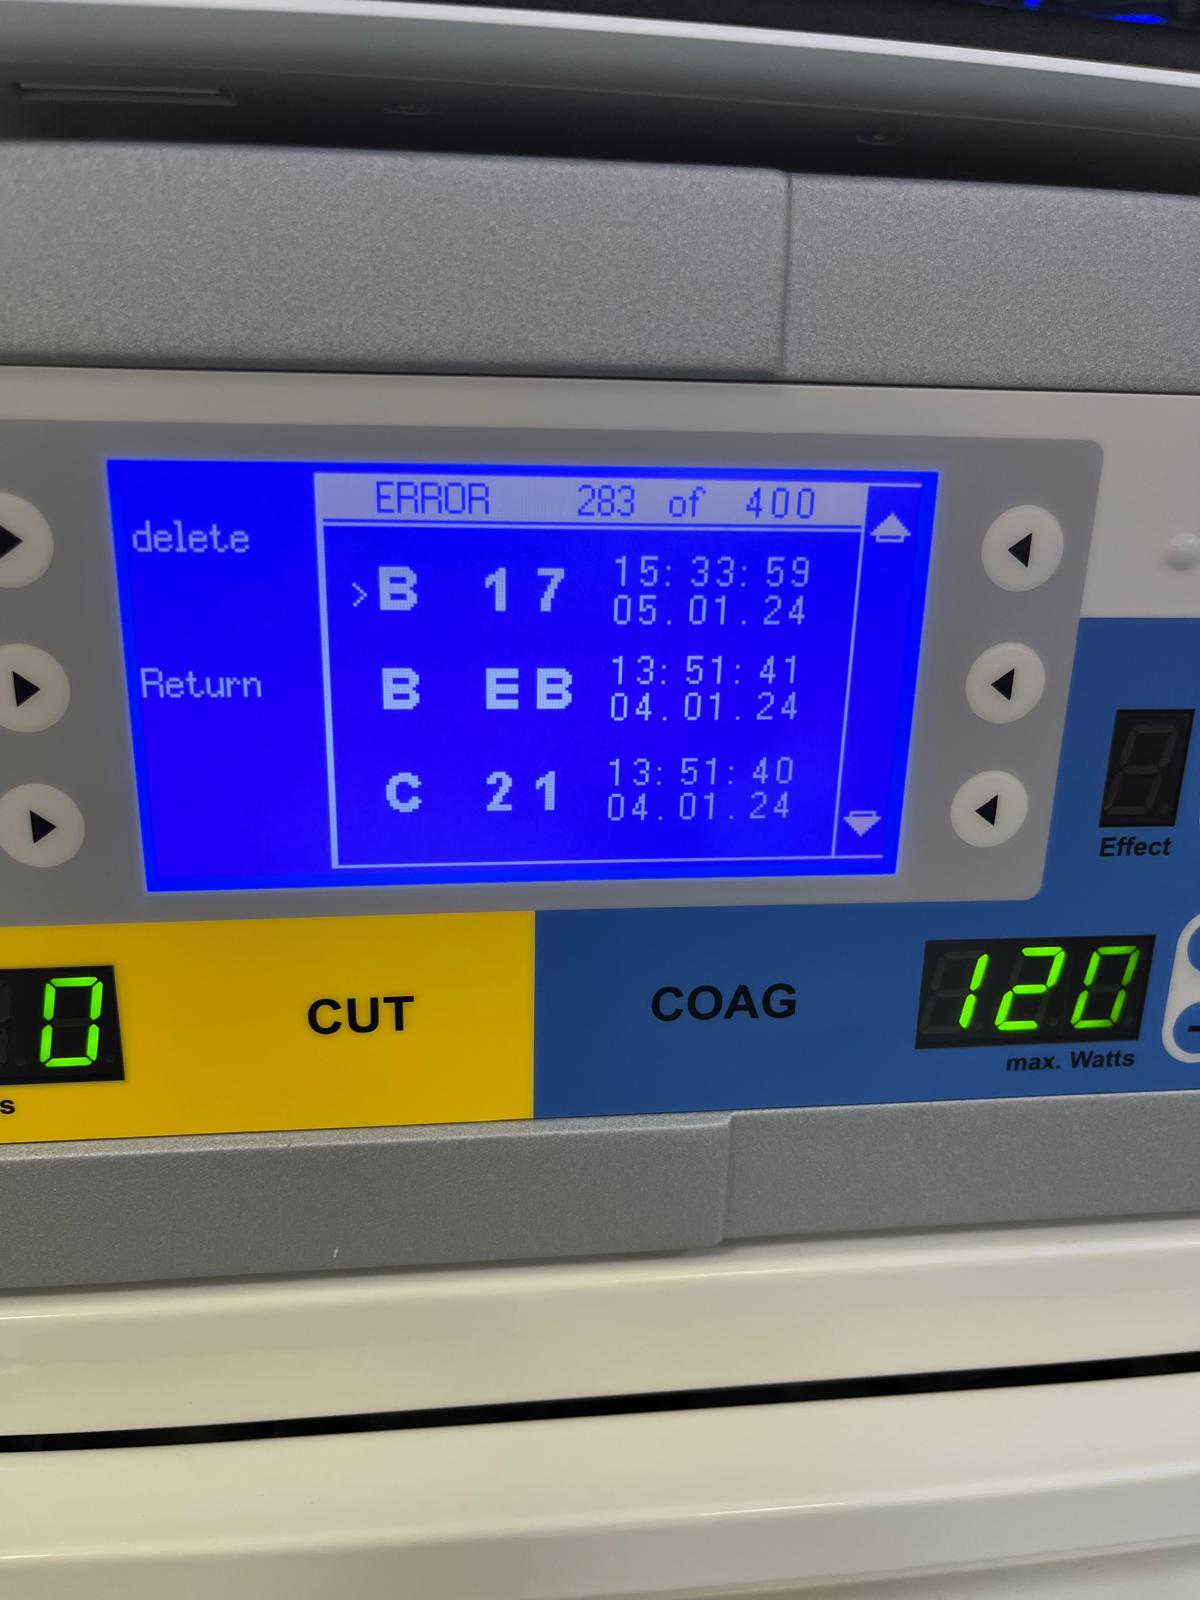 ERROR 283 of 400
delete
>B 17 15:33:59
05.01.24
Return
B EB 13:51:41
04.01.24
C 21 13:51:40
04.01.24
Effect
0
CUT
COAG
120
max. Watts
s